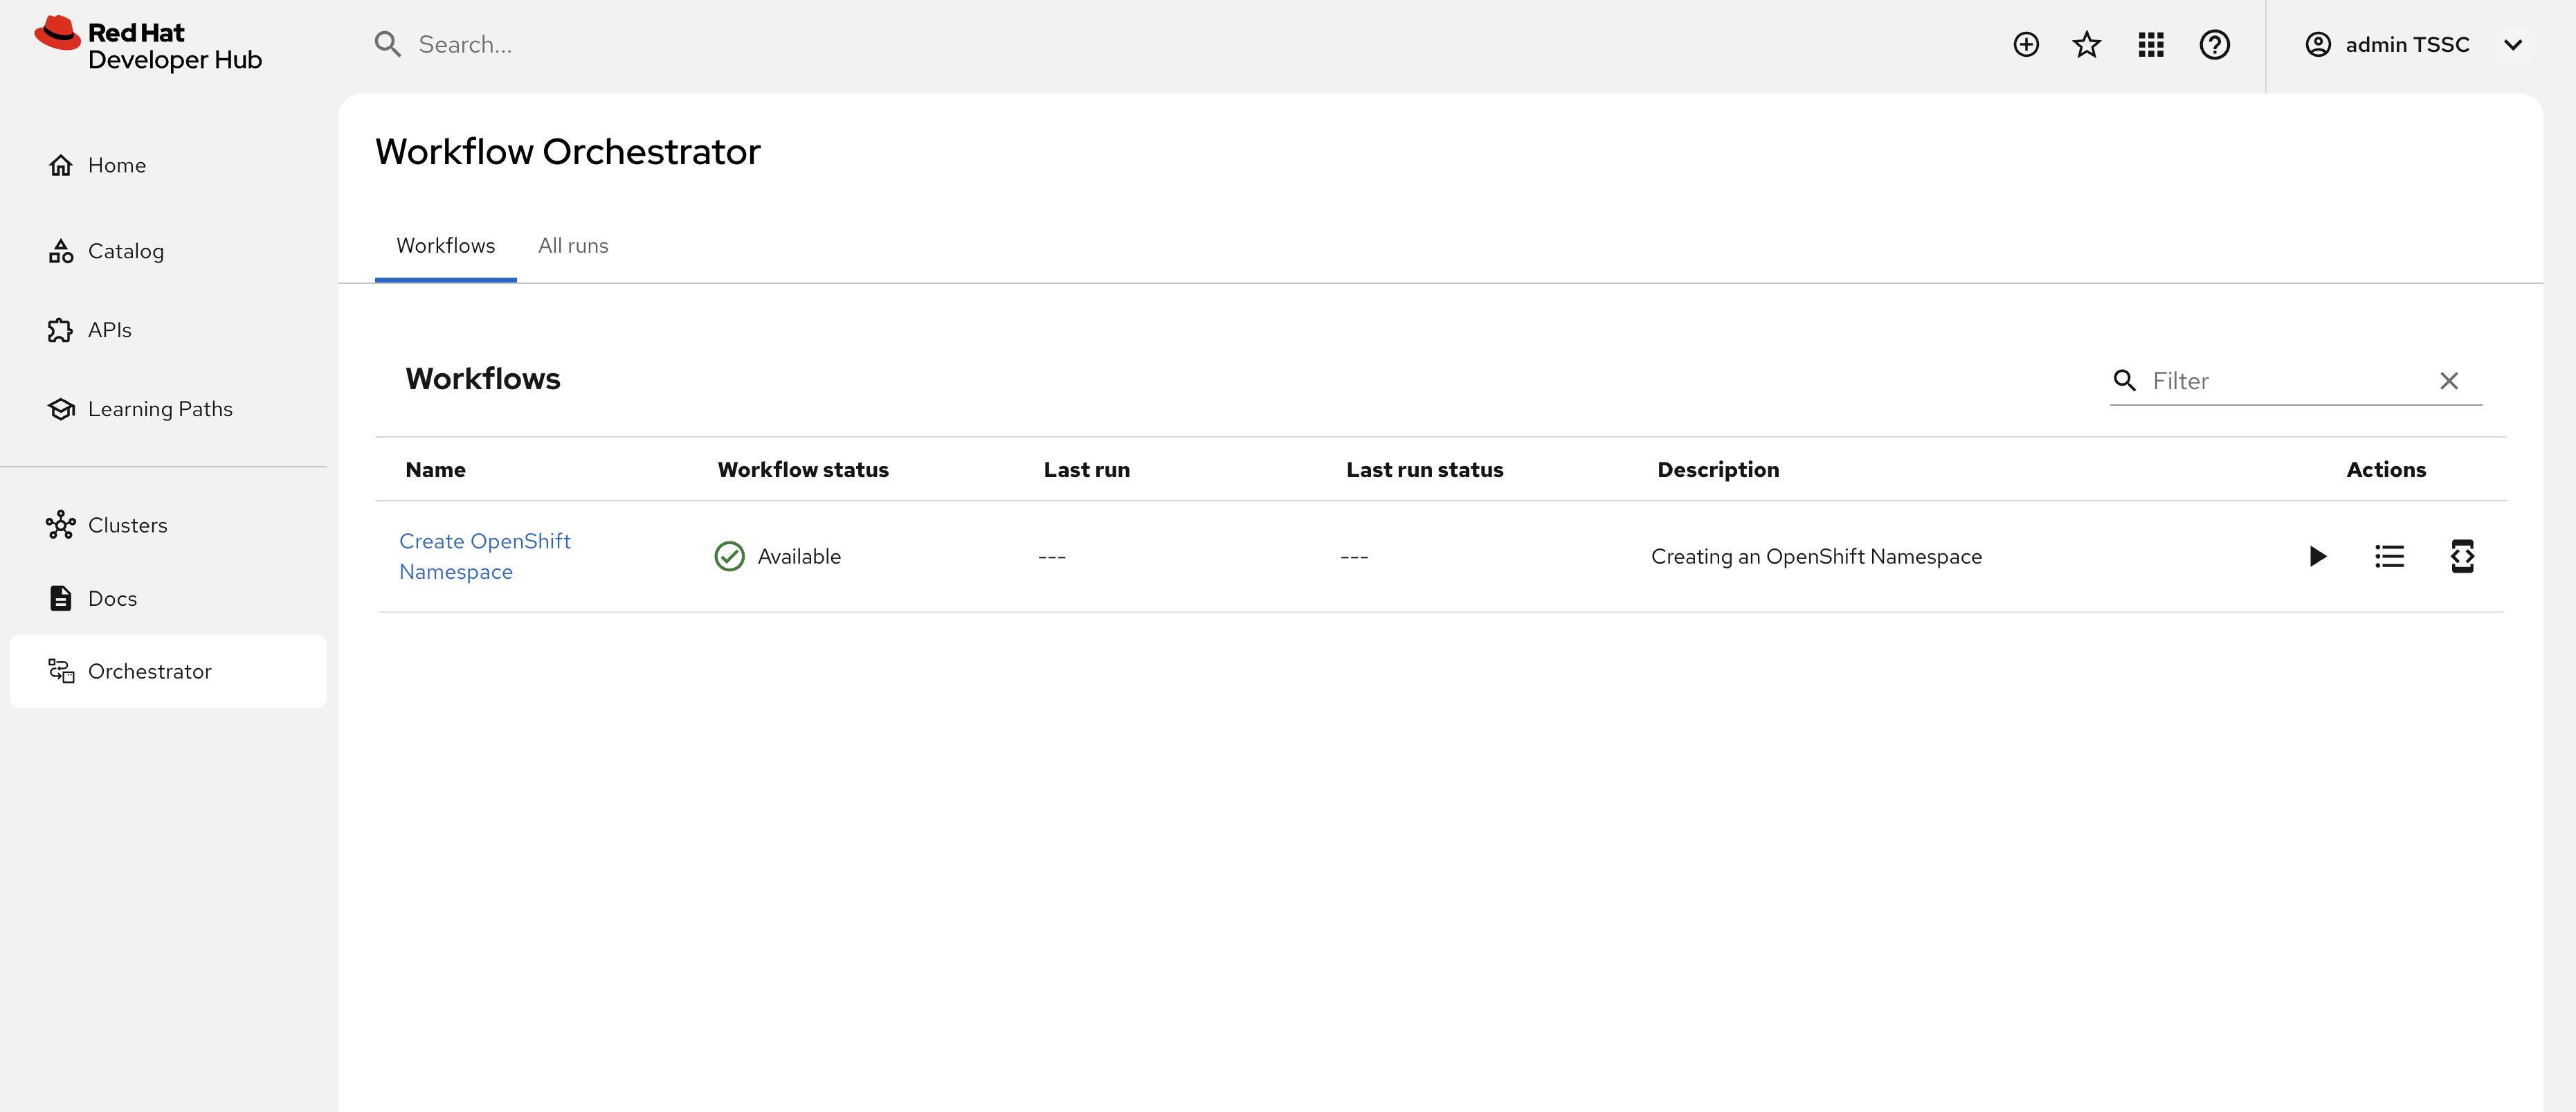 Red Hat
Developer Hub
Search...
admin TSSC
Home
Catalog
APIs
Learning Paths
Clusters
Docs
Orchestrator
Workflow Orchestrator
Workflows All runs
Workflows
Filter
Name Workflow status Last run Last run status Description Actions
Create OpenShift
Namespace
Available --- --- Creating an OpenShift Namespace